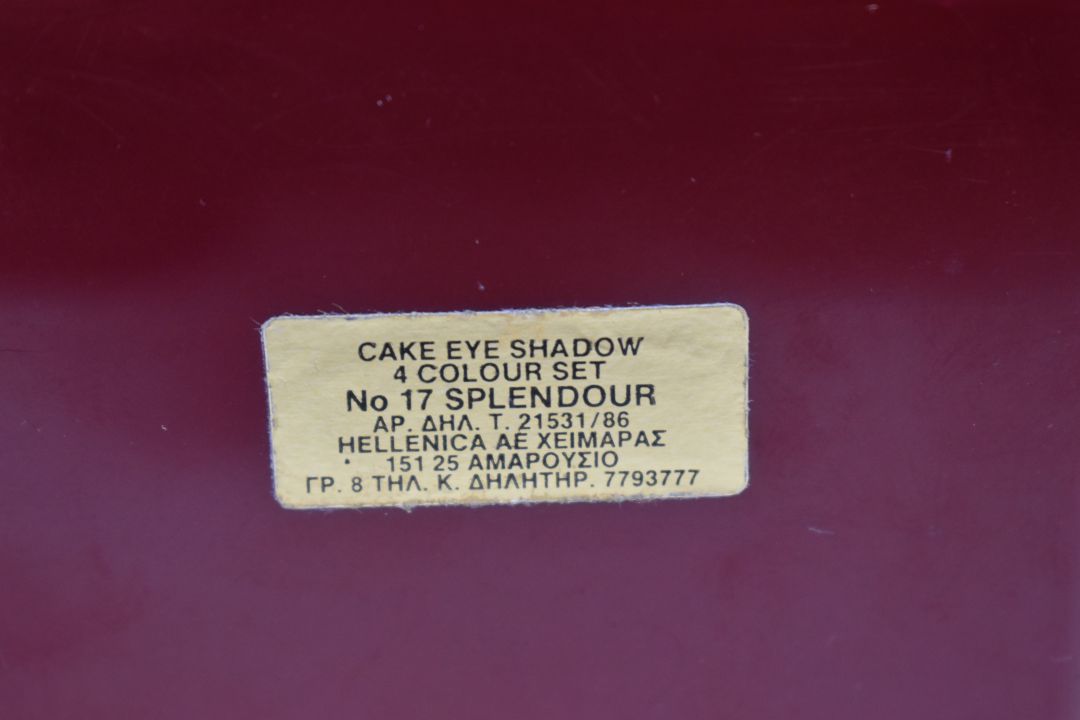 CAKE EYE SHADOW
4 COLOUR SET
No 17 SPLENDOUR
ΑΡ. ΔΗΛ. Τ. 21531/86
HELLENICA AE ΧΕΙΜΑΡΑΣ
151 25 ΑΜΑΡΟΥΣΙΟ
ΓΡ. 8 ΤΗΛ. Κ. ΔΗΛΗΤΗΡ. 7793777